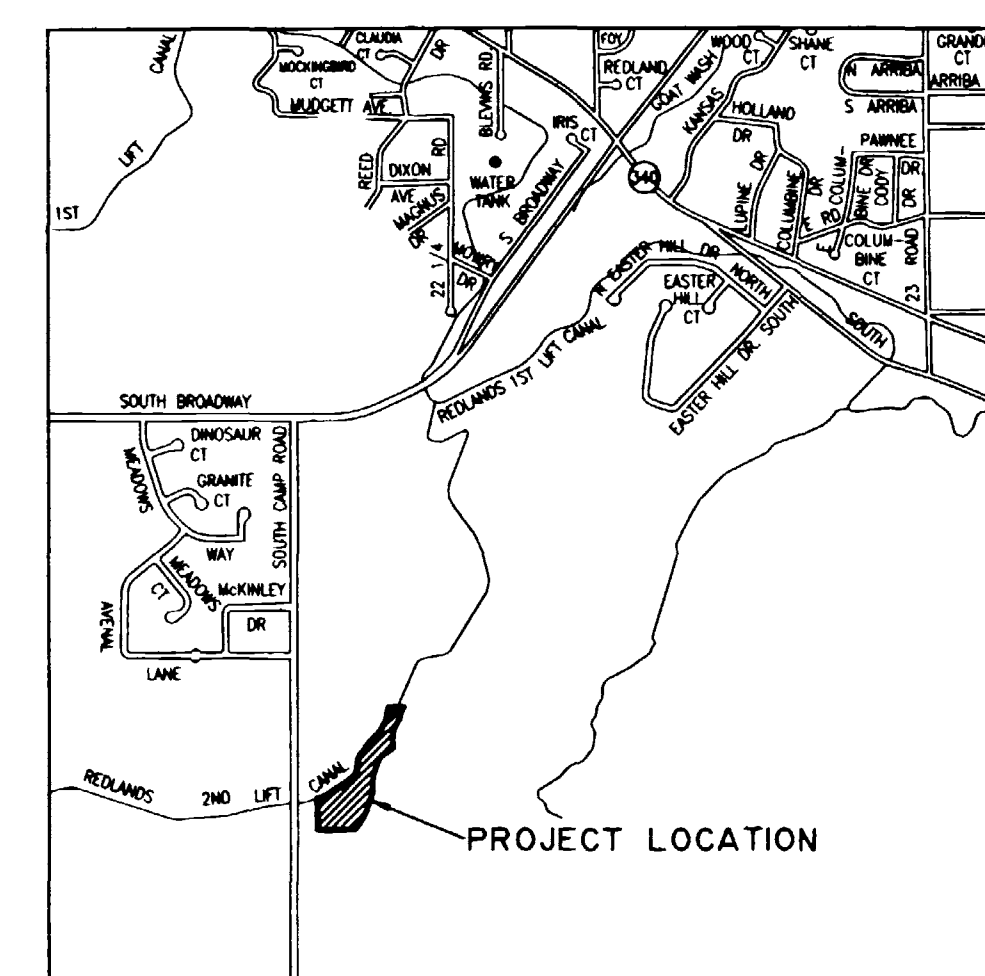 CANAL
LIFT
1ST
CLAUDIA
CT
DR
MOCKINGBIRD
CT
MUDGETT AVE.
BLEVINS RD
FOY
REDLAND
CT
GOAT WASH
WOOD
CT
SHANE
CT
KANSAS
N ARRIBA
GRAND
CT
ARRIBA
S ARRIBA
HOLLAND
DR
PAWNEE
IRIS
CT
REED
DIXON
AVE.
RD
22 1/4
MAGNUS
DR
MOWRY
DR
WATER
TANK
S BROADWAY
340
LUPINE DR
COLUMBINE
DR
E RD
E
COLUM-
BINE DR
CODY
DR
DR
COLUM-
BINE
CT
23 ROAD
N EASTER HILL DR
NORTH
EASTER
HILL
CT
EASTER HILL DR. SOUTH
SOUTH
REDLANDS 1ST LIFT CANAL
SOUTH BROADWAY
DINOSAUR
CT
MEADOWS
GRANITE
CT
WAY
SOUTH CAMP ROAD
MEADOWS
CT
McKINLEY
DR
AVENAL
LANE
REDLANDS 2ND LIFT CANAL
PROJECT LOCATION